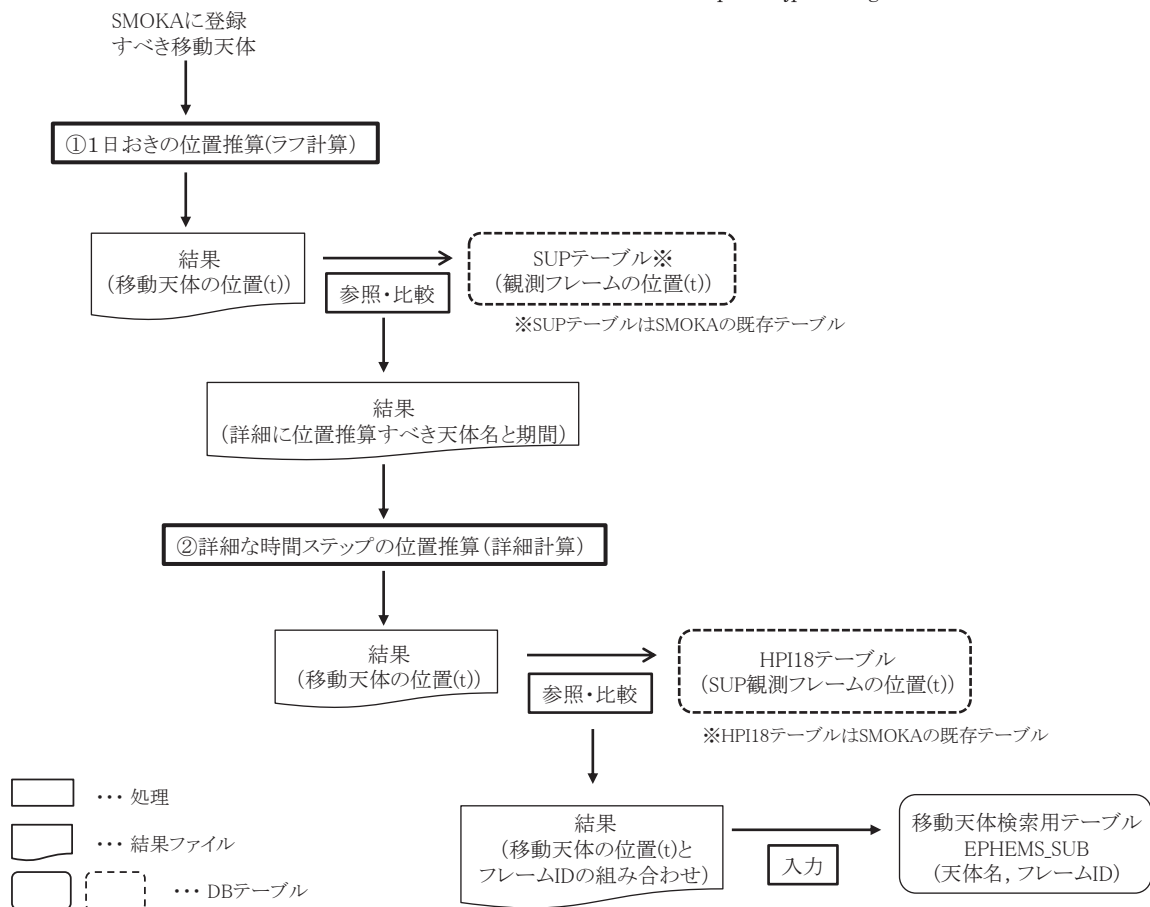 SMOKAに登録
すべき移動天体
①1日おきの位置推算(ラフ計算)
結果
(移動天体の位置(t))
参照・比較
SUPテーブル※
(観測フレームの位置(t))
※SUPテーブルはSMOKAの既存テーブル
結果
(詳細に位置推算すべき天体名と期間)
②詳細な時間ステップの位置推算(詳細計算)
結果
(移動天体の位置(t))
参照・比較
HPI18テーブル
(SUP観測フレームの位置(t))
※HPI18テーブルはSMOKAの既存テーブル
結果
(移動天体の位置(t)と
フレームIDの組み合わせ)
入力
移動天体検索用テーブル
EPHEMS_SUB
(天体名, フレームID)
･･･ 処理
･･･ 結果ファイル
･･･ DBテーブル